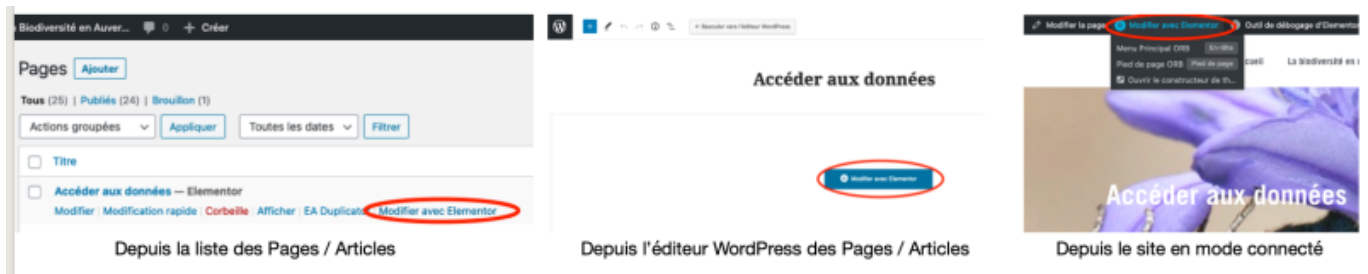 Biodiversité en Auver... 0 + Créer
Pages Ajouter
Tous (25) | Publiés (24) | Brouillon (1)
Actions groupées Appliquer Toutes les dates Filtrer
Titre
Accéder aux données — Elementor
Modifier | Modification rapide | Corbeille | Afficher | EA Duplicator | Modifier avec Elementor
Depuis la liste des Pages / Articles
← Basculer vers l'éditeur WordPress
Accéder aux données
Modifier avec Elementor
Depuis l'éditeur WordPress des Pages / Articles
Modifier la page Modifier avec Elementor Outil de débogage d'Elementor
Menu Principal ORB En-tête
Pied de page ORB Pied de page
Ouvrir le constructeur de th...
cueil La biodiversité en
Accéder aux données
Depuis le site en mode connecté